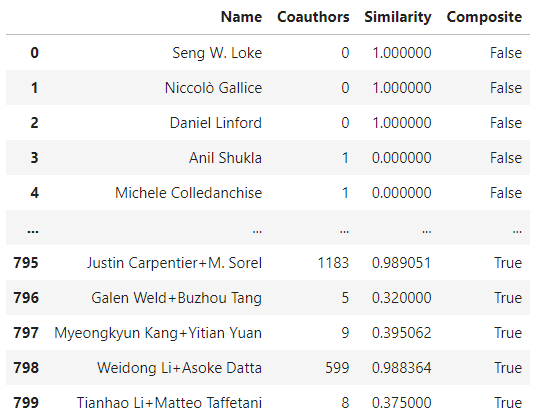 Name Coauthors Similarity Composite
0 Seng W. Loke 0 1.000000 False
1 Niccolò Gallice 0 1.000000 False
2 Daniel Linford 0 1.000000 False
3 Anil Shukla 1 0.000000 False
4 Michele Colledanchise 1 0.000000 False
... ... ... ... ...
795 Justin Carpentier+M. Sorel 1183 0.989051 True
796 Galen Weld+Buzhou Tang 5 0.320000 True
797 Myeongkyun Kang+Yitian Yuan 9 0.395062 True
798 Weidong Li+Asoke Datta 599 0.988364 True
799 Tianhao Li+Matteo Taffetani 8 0.375000 True